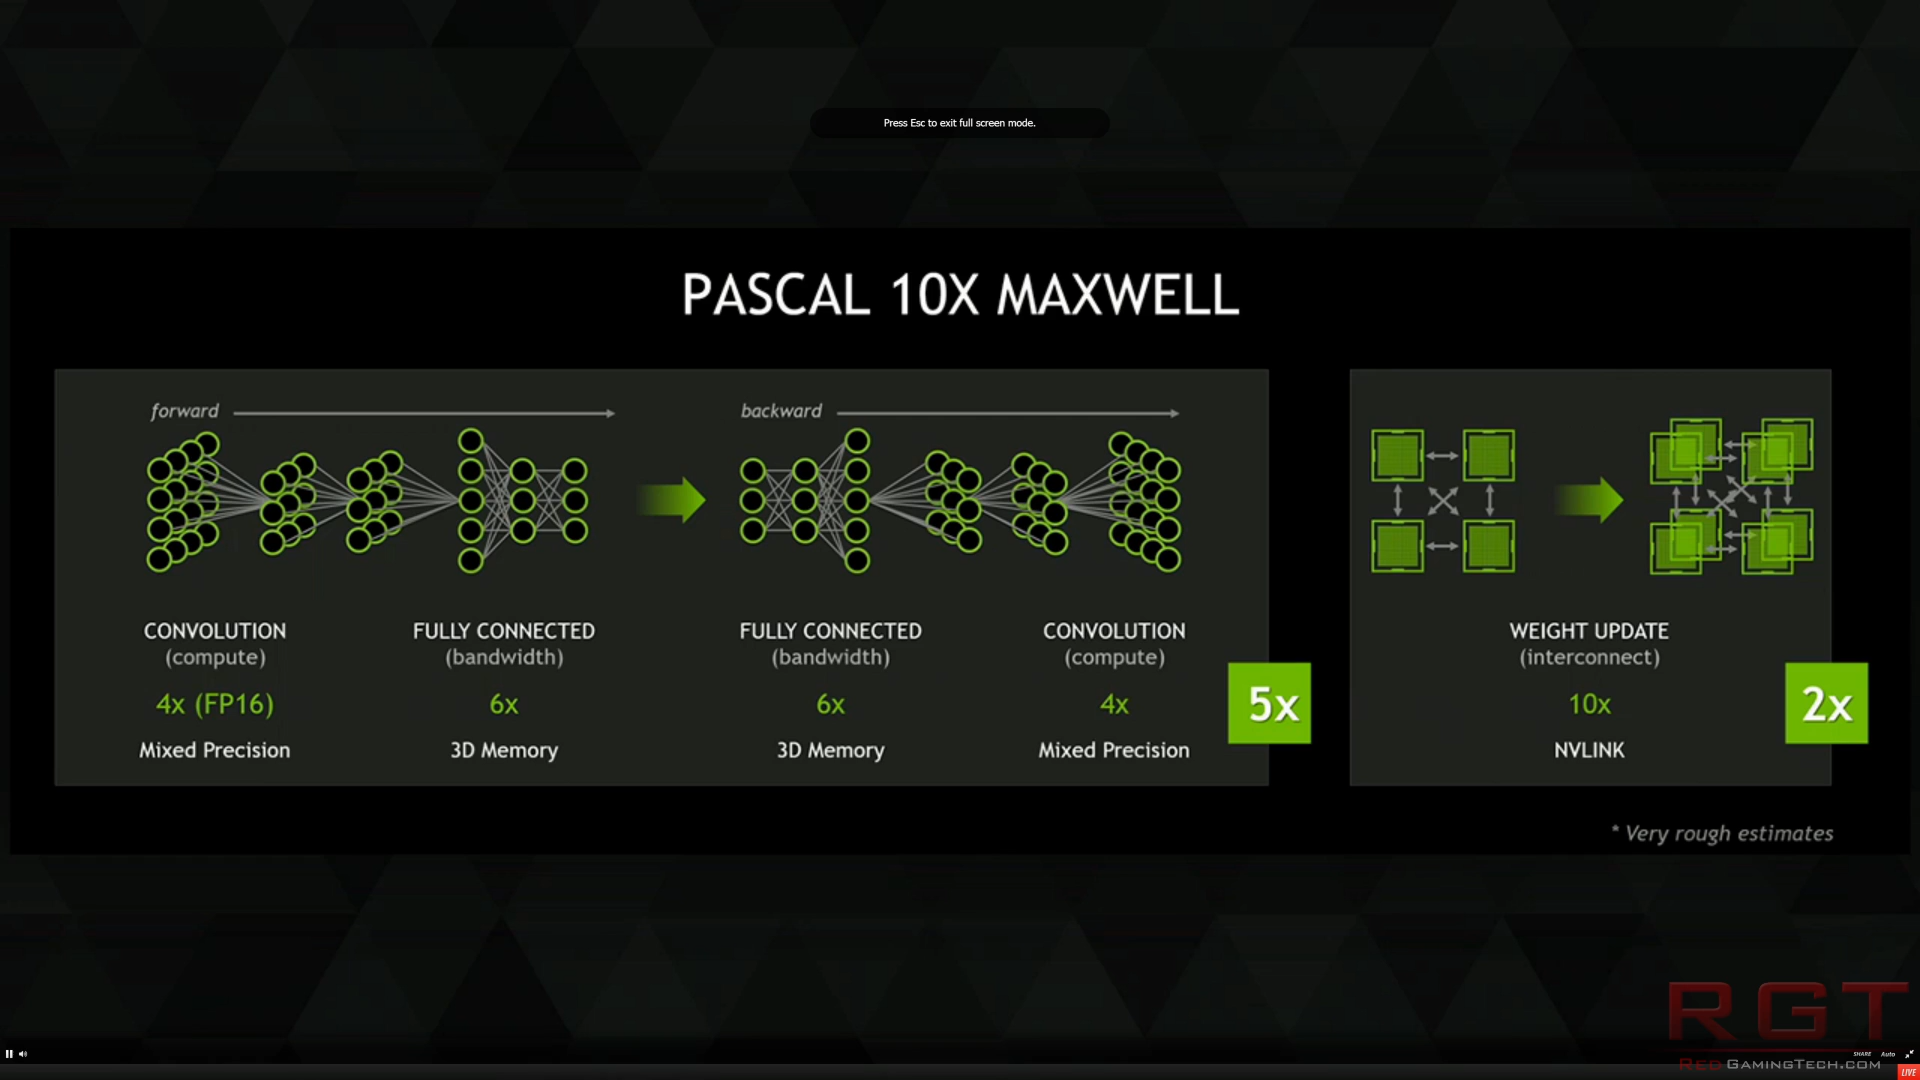 Press Esc to exit full screen mode.
PASCAL 10X MAXWELL
forward
backward
CONVOLUTION
(compute)
4x (FP16)
Mixed Precision
FULLY CONNECTED
(bandwidth)
6x
3D Memory
FULLY CONNECTED
(bandwidth)
6x
3D Memory
CONVOLUTION
(compute)
4x
Mixed Precision
5x
WEIGHT UPDATE
(interconnect)
10x
NVLINK
2x
* Very rough estimates
RGT
SHARE Auto
REDGAMINGTECH.COM
LIVE